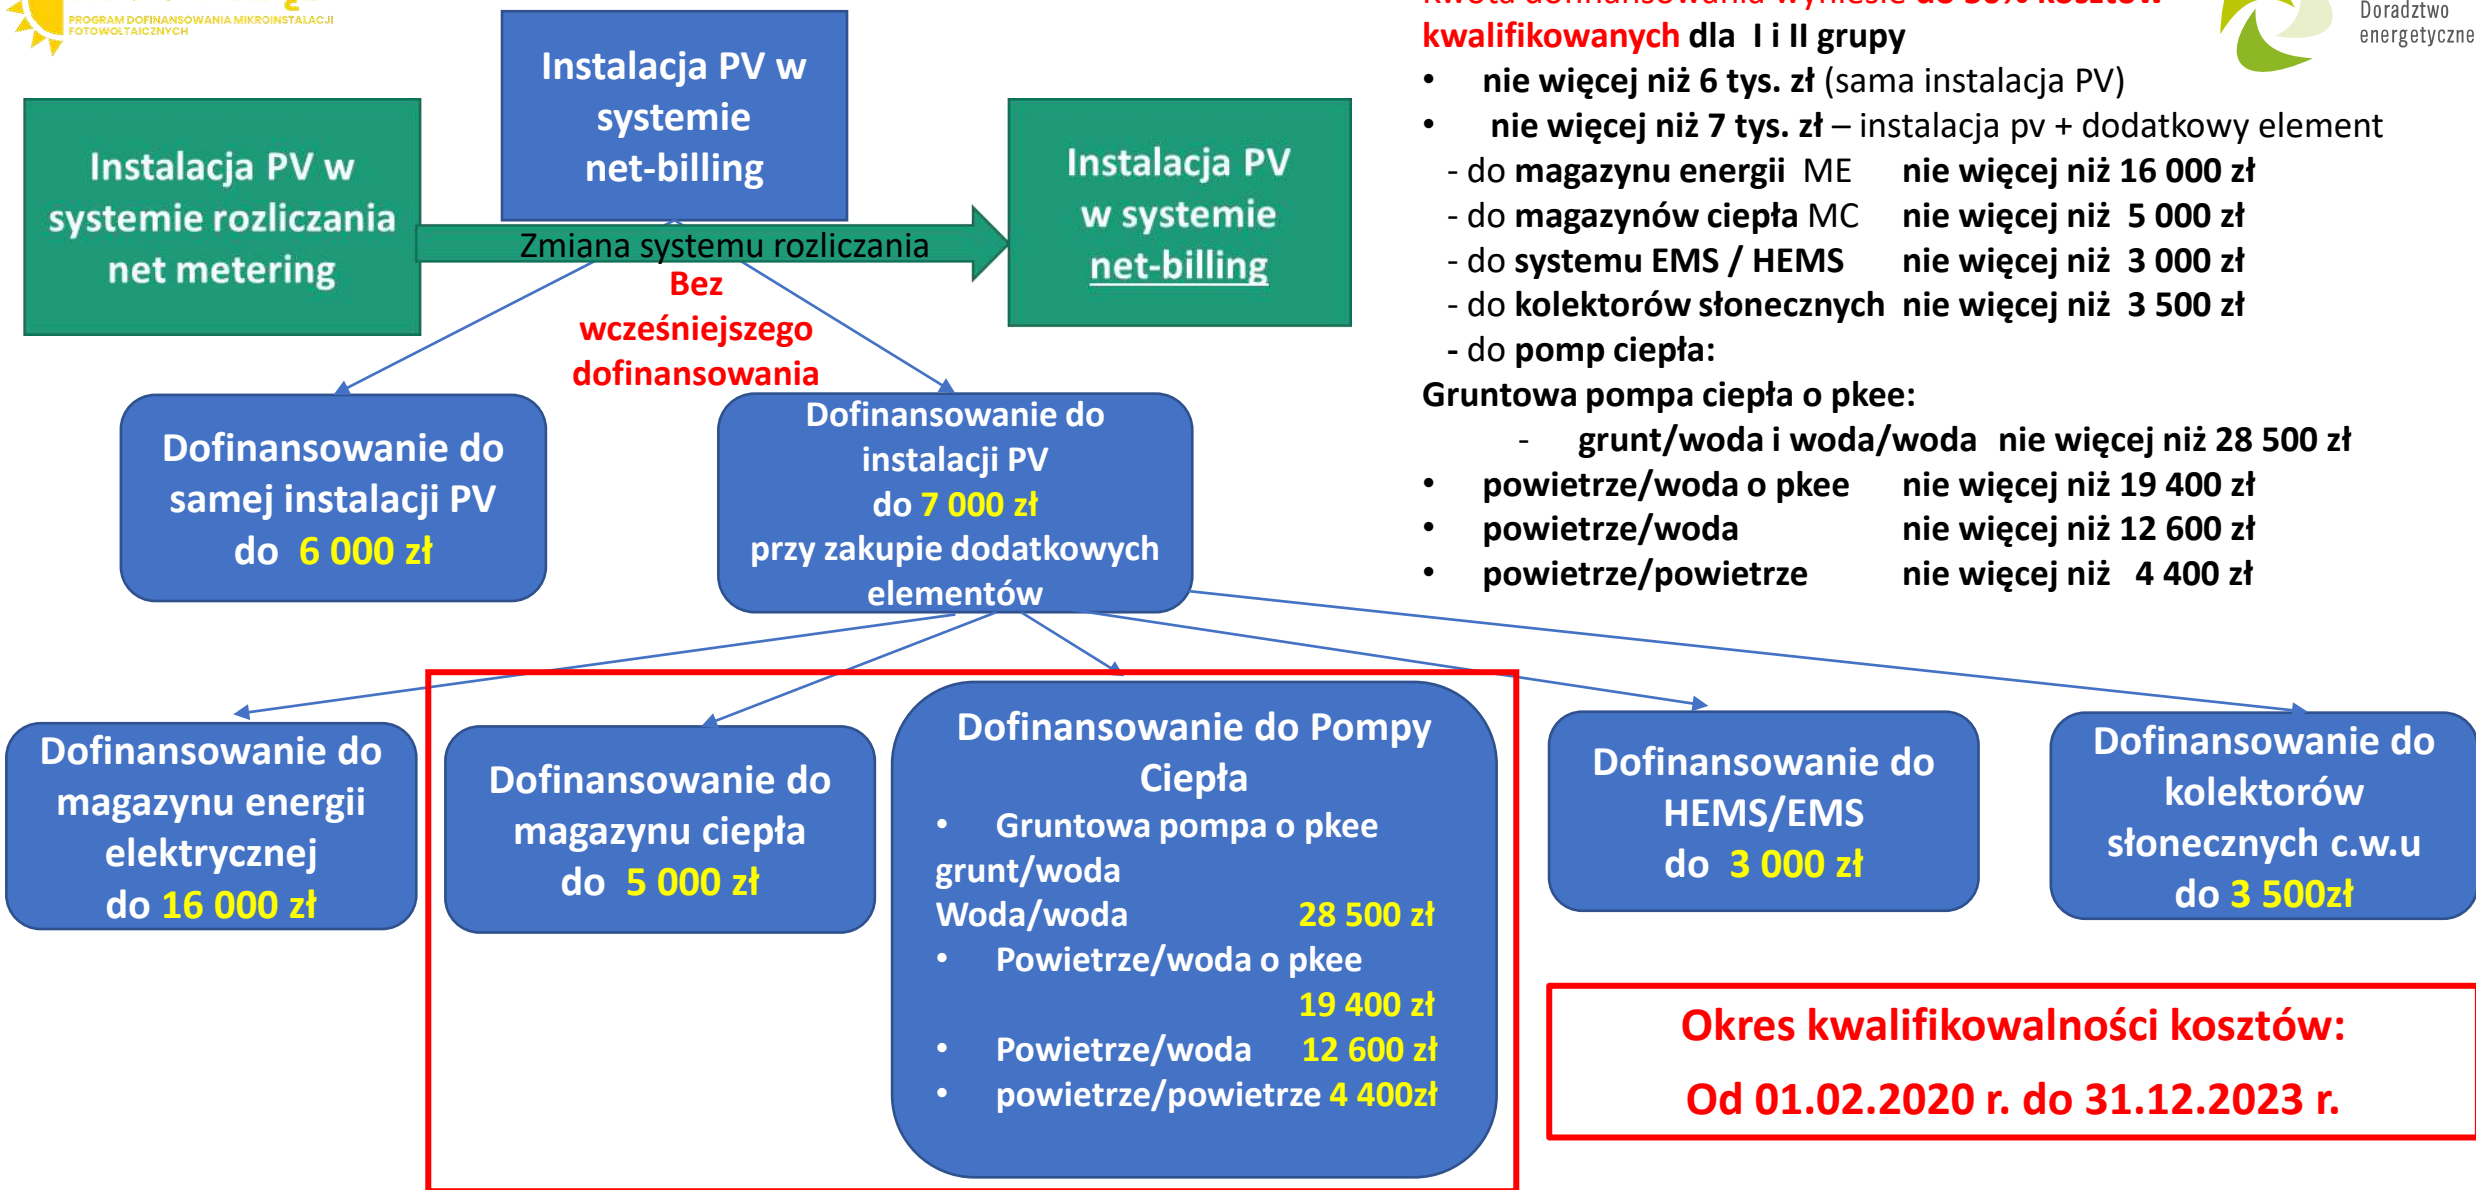 PROGRAM DOFINANSOWANIA MIKROINSTALACJI
FOTOWOLTAICZNYCH
Instalacja PV w
systemie rozliczania
net metering
Instalacja PV w
systemie
net-billing
Zmiana systemu rozliczania
Bez
wcześniejszego
dofinansowania
Instalacja PV
w systemie
net-billing
Doradztwo
energetyczne
Kwota dofinansowania wyniesie do 50% kosztów
kwalifikowanych dla I i II grupy
• nie więcej niż 6 tys. zł (sama instalacja PV)
• nie więcej niż 7 tys. zł – instalacja pv + dodatkowy element
- do magazynu energii ME nie więcej niż 16 000 zł
- do magazynów ciepła MC nie więcej niż 5 000 zł
- do systemu EMS / HEMS nie więcej niż 3 000 zł
- do kolektorów słonecznych nie więcej niż 3 500 zł
- do pomp ciepła:
Gruntowa pompa ciepła o pkee:
- grunt/woda i woda/woda nie więcej niż 28 500 zł
• powietrze/woda o pkee nie więcej niż 19 400 zł
• powietrze/woda nie więcej niż 12 600 zł
• powietrze/powietrze nie więcej niż 4 400 zł
Dofinansowanie do
samej instalacji PV
do 6 000 zł
Dofinansowanie do
instalacji PV
do 7 000 zł
przy zakupie dodatkowych
elementów
Dofinansowanie do
magazynu energii
elektrycznej
do 16 000 zł
Dofinansowanie do
magazynu ciepła
do 5 000 zł
Dofinansowanie do Pompy
Ciepła
• Gruntowa pompa o pkee
grunt/woda
Woda/woda 28 500 zł
• Powietrze/woda o pkee
19 400 zł
• Powietrze/woda 12 600 zł
• powietrze/powietrze 4 400zł
Dofinansowanie do
HEMS/EMS
do 3 000 zł
Dofinansowanie do
kolektorów
słonecznych c.w.u
do 3 500zł
Okres kwalifikowalności kosztów:
Od 01.02.2020 r. do 31.12.2023 r.